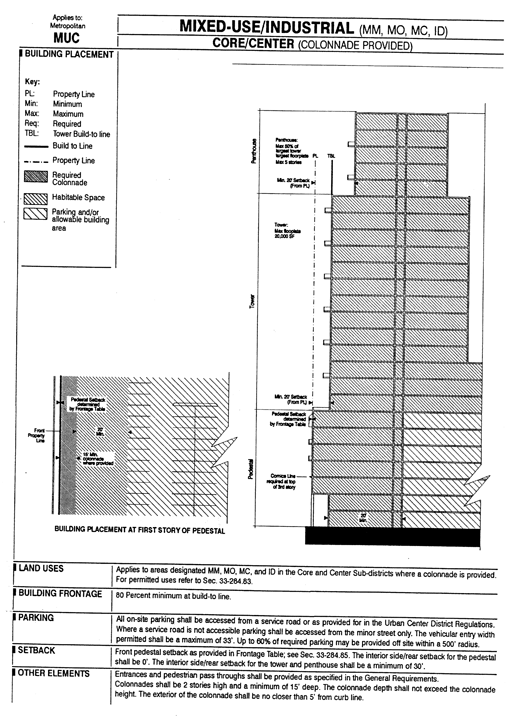 Applies to:
Metropolitan
MUC
MIXED-USE/INDUSTRIAL (MM, MO, MC, ID)
CORE/CENTER (COLONNADE PROVIDED)
BUILDING PLACEMENT
Key:
PL: Property Line
Min: Minimum
Max: Maximum
Req: Required
TBL: Tower Build-to line
Build to Line
Property Line
Required
Colonnade
Habitable Space
Parking and/or
allowable building
area
Penthouse
Penthouse:
Max 80% of
largest tower
largest floorplate
Max 5 stories
PL TBL
Min. 20' Setback
(From PL)
Tower
Tower:
Max floorplate
20,000 SF
Min. 20' Setback
(From PL)
Pedestal
Pedestal Setback
determined
by Frontage Table
Cornice Line
required at top
of 3rd story
20'
Min.
Pedestal Setback
determined
by Frontage Table
Front
Property
Line
20'
Min.
15' Min.
colonnade
where provided
BUILDING PLACEMENT AT FIRST STORY OF PEDESTAL
LAND USES
Applies to areas designated MM, MO, MC, and ID in the Core and Center Sub-districts where a colonnade is provided.
For permitted uses refer to Sec. 33-284.83.
BUILDING FRONTAGE
80 Percent minimum at build-to line.
PARKING
All on-site parking shall be accessed from a service road or as provided for in the Urban Center District Regulations.
Where a service road is not accessible parking shall be accessed from the minor street only. The vehicular entry width
permitted shall be a maximum of 33'. Up to 60% of required parking may be provided off site within a 500' radius.
SETBACK
Front pedestal setback as provided in Frontage Table; see Sec. 33-284.85. The interior side/rear setback for the pedestal
shall be 0'. The interior side/rear setback for the tower and penthouse shall be a minimum of 30'.
OTHER ELEMENTS
Entrances and pedestrian pass throughs shall be provided as specified in the General Requirements.
Colonnades shall be 2 stories high and a minimum of 15' deep. The colonnade depth shall not exceed the colonnade
height. The exterior of the colonnade shall be no closer than 5' from curb line.